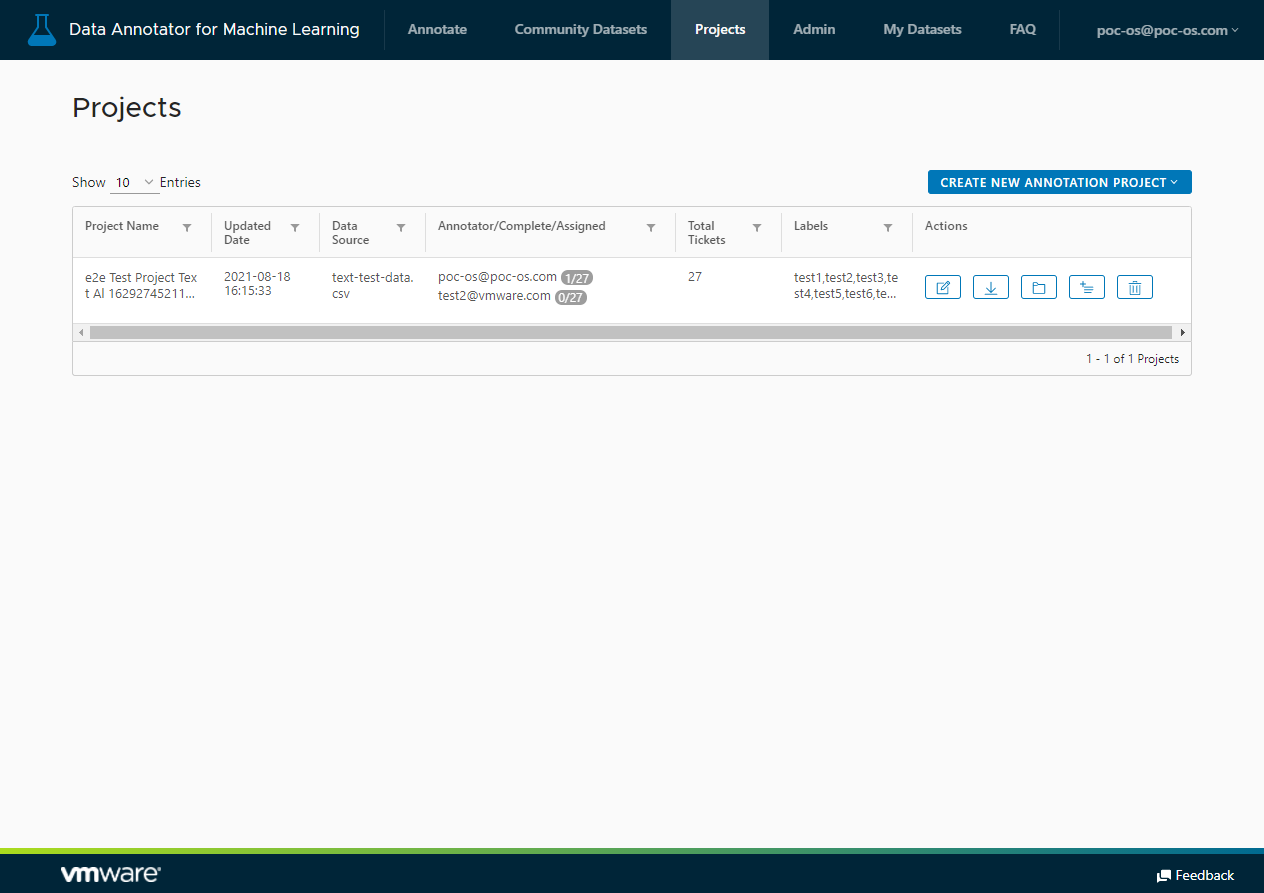 Data Annotator for Machine Learning Annotate Community Datasets Projects Admin My Datasets FAQ poc-os@poc-os.com
Projects
Show 10 Entries CREATE NEW ANNOTATION PROJECT
Project Name Updated Date Data Source Annotator/Complete/Assigned Total Tickets Labels Actions
e2e Test Project Tex 2021-08-18 text-test-data. poc-os@poc-os.com 1/27 27 test1,test2,test3,te
t Al 16292745211... 16:15:33 csv test2@vmware.com 0/27 st4,test5,test6,te...
1 - 1 of 1 Projects
vmware Feedback